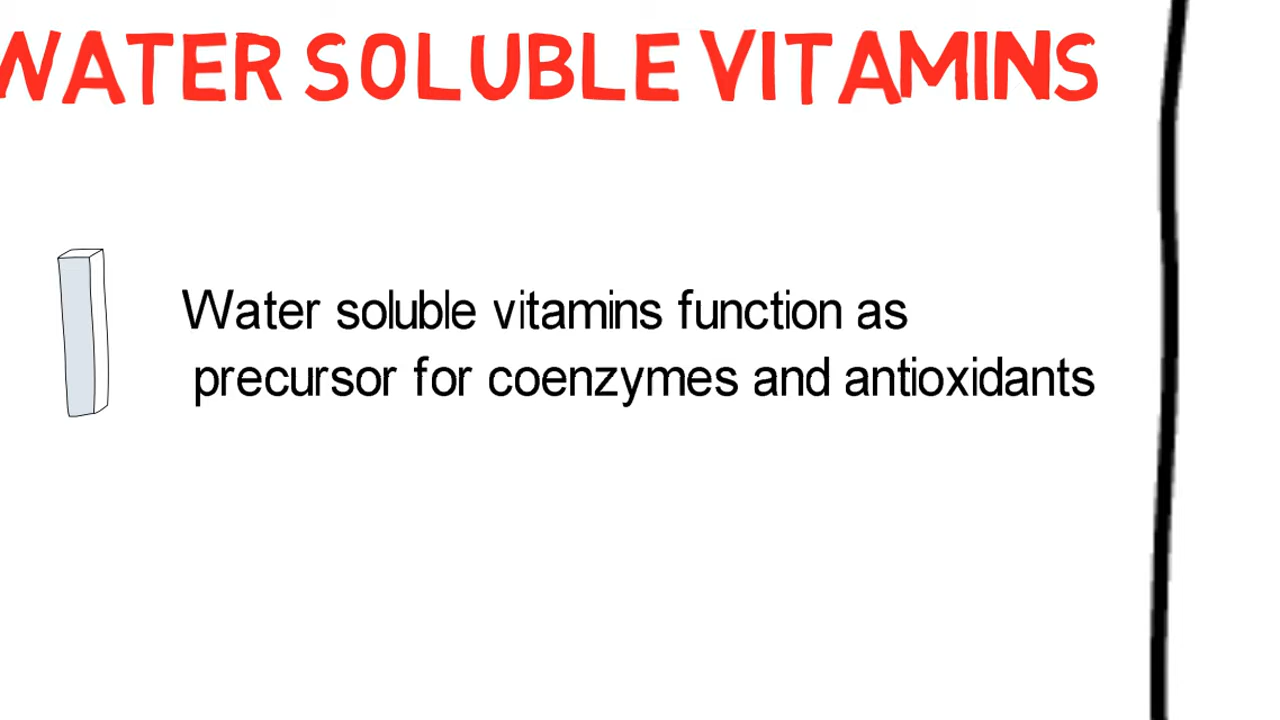 WATER SOLUBLE VITAMINS
Water soluble vitamins function as
precursor for coenzymes and antioxidants